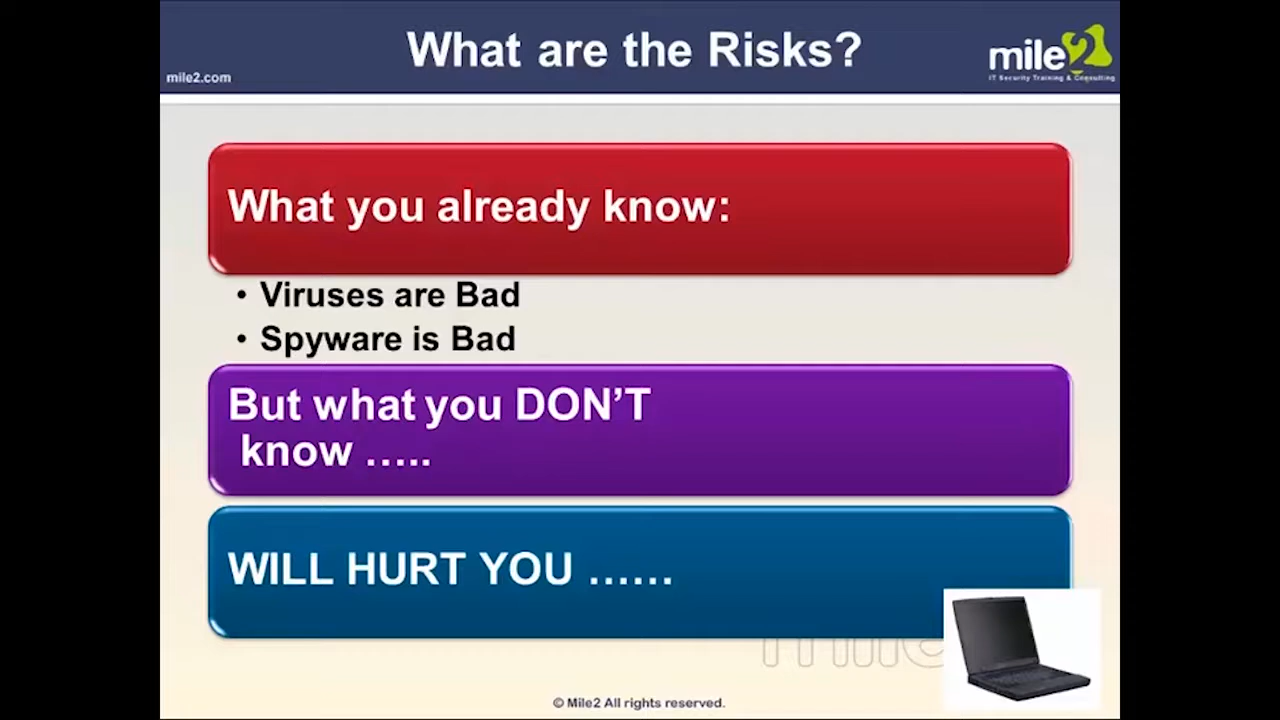 What are the Risks?
mile2.com
mile2
IT Security Training & Consulting
What you already know:
• Viruses are Bad
• Spyware is Bad
But what you DON’T
know …..
WILL HURT YOU ……
mile
© Mile2 All rights reserved.